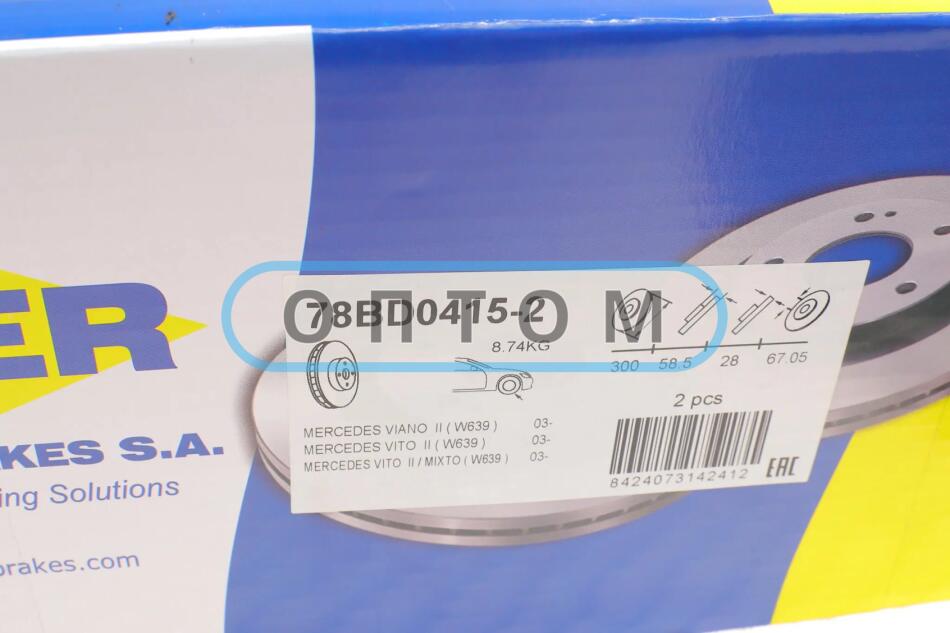 ER
KES S.A.
ing Solutions
brakes.com
78BD0415-2
ОПТОМ
8.74KG
300 58.5 28 67.05
2 pcs
MERCEDES VIANO II ( W639 ) 03-
MERCEDES VITO II ( W639 ) 03-
MERCEDES VITO II / MIXTO ( W639 ) 03-
8424073142412
EAC